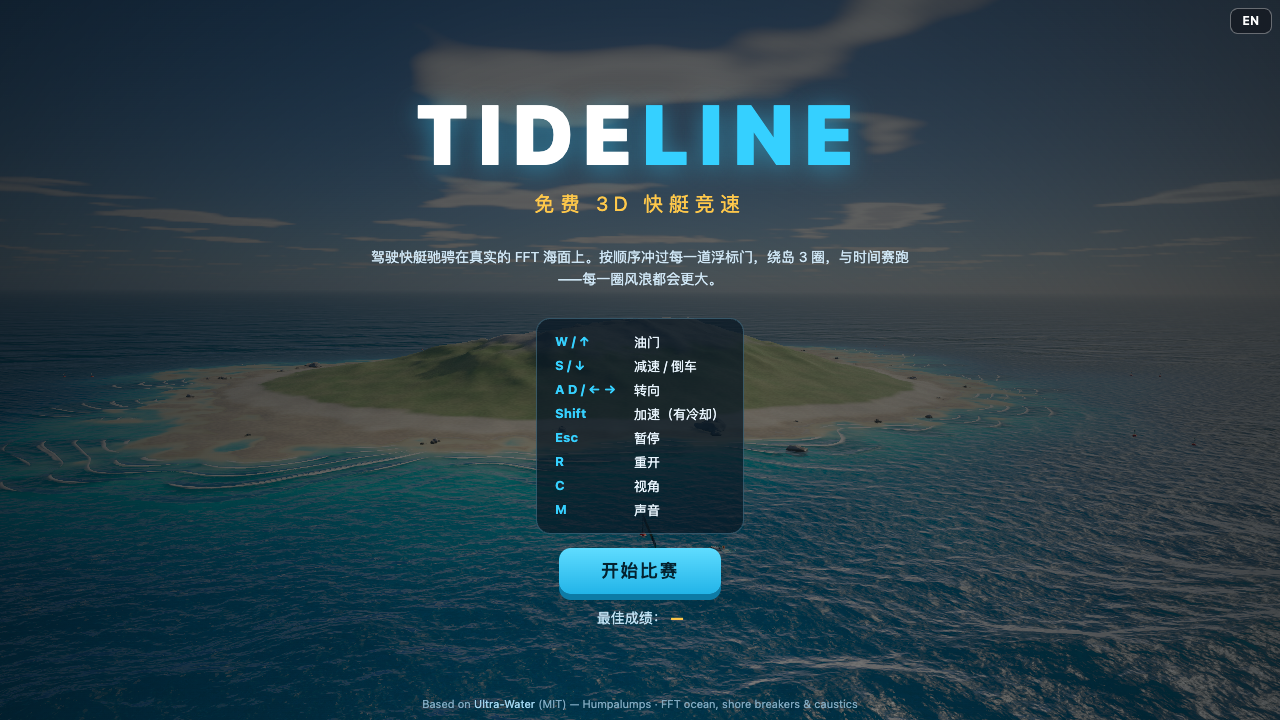 EN
TIDELINE
免费 3D 快艇竞速
驾驶快艇驰骋在真实的 FFT 海面上。按顺序冲过每一道浮标门，绕岛 3 圈，与时间赛跑
——每一圈风浪都会更大。
W / ↑ 油门
S / ↓ 减速 / 倒车
A D / ← → 转向
Shift 加速（有冷却）
Esc 暂停
R 重开
C 视角
M 声音
开始比赛
最佳成绩： —
Based on Ultra-Water (MIT) — Humpalumps · FFT ocean, shore breakers & caustics